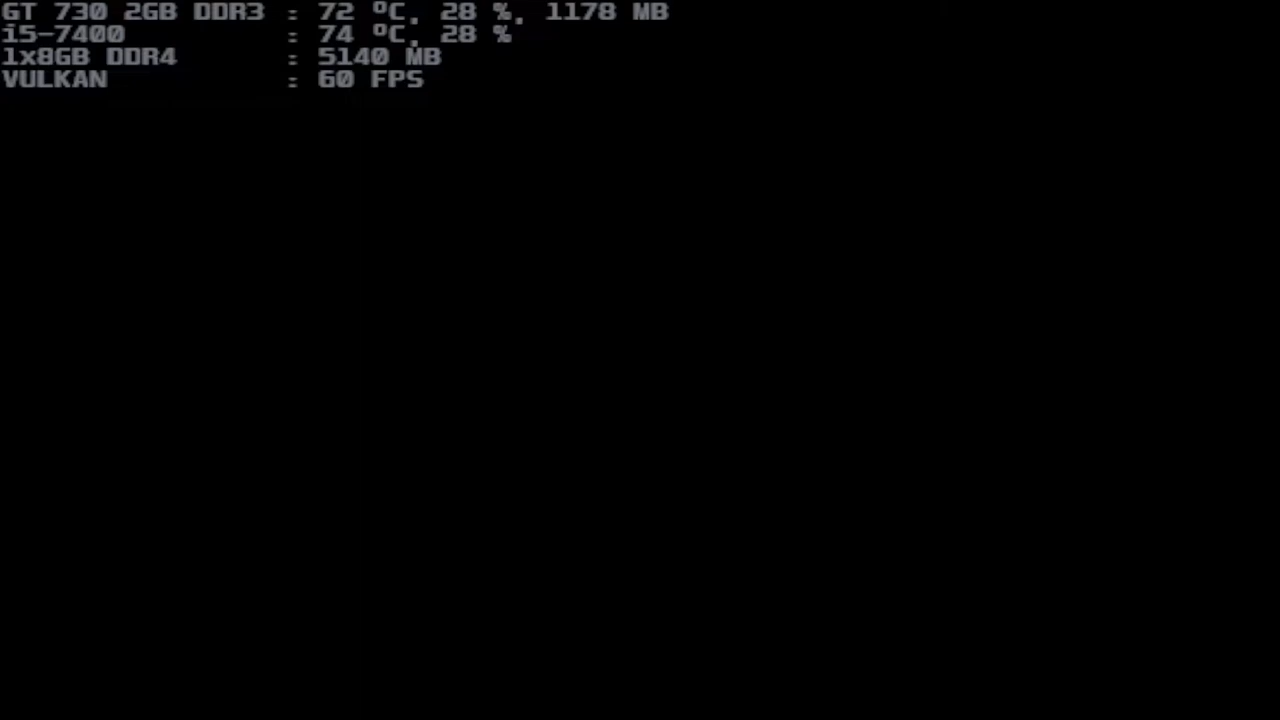 GT 730 2GB DDR3 : 72 ºC, 28 %, 1178 MB
i5-7400 : 74 ºC, 28 %
1x8GB DDR4 : 5140 MB
VULKAN : 60 FPS